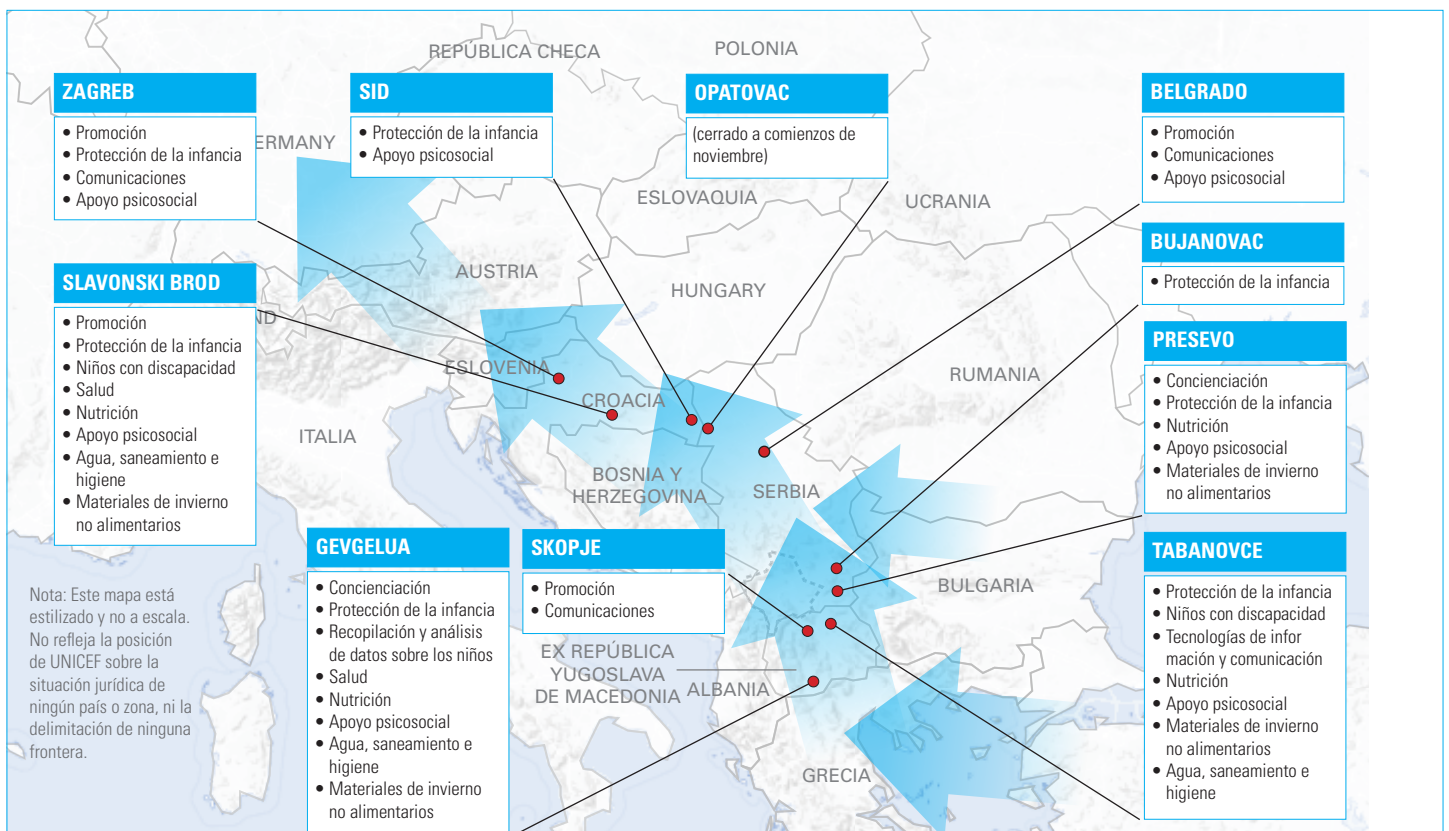 REPÚBLICA CHECA
POLONIA
ZAGREB
• Promoción
• Protección de la infancia
• Comunicaciones
• Apoyo psicosocial
SID
• Protección de la infancia
• Apoyo psicosocial
OPATOVAC
(cerrado a comienzos de
noviembre)
BELGRADO
• Promoción
• Comunicaciones
• Apoyo psicosocial
ERMANY
ESLOVAQUIA
UCRANIA
BUJANOVAC
• Protección de la infancia
SLAVONSKI BROD
• Promoción
• Protección de la infancia
• Niños con discapacidad
• Salud
• Nutrición
• Apoyo psicosocial
• Agua, saneamiento e
higiene
• Materiales de invierno
no alimentarios
AUSTRIA
HUNGARY
ND
PRESEVO
• Concienciación
• Protección de la infancia
• Nutrición
• Apoyo psicosocial
• Materiales de invierno
no alimentarios
ESLOVENIA
RUMANIA
CROACIA
ITALIA
BOSNIA Y
HERZEGOVINA
SERBIA
GEVGELUA
• Concienciación
• Protección de la infancia
• Recopilación y análisis
de datos sobre los niños
• Salud
• Nutrición
• Apoyo psicosocial
• Agua, saneamiento e
higiene
• Materiales de invierno
no alimentarios
SKOPJE
• Promoción
• Comunicaciones
TABANOVCE
• Protección de la infancia
• Niños con discapacidad
• Tecnologías de infor
mación y comunicación
• Nutrición
• Apoyo psicosocial
• Materiales de invierno
no alimentarios
• Agua, saneamiento e
higiene
BULGARIA
Nota: Este mapa está
estilizado y no a escala.
No refleja la posición
de UNICEF sobre la
situación jurídica de
ningún país o zona, ni la
delimitación de ninguna
frontera.
EX REPÚBLICA
YUGOSLAVA
DE MACEDONIA
ALBANIA
GRECIA